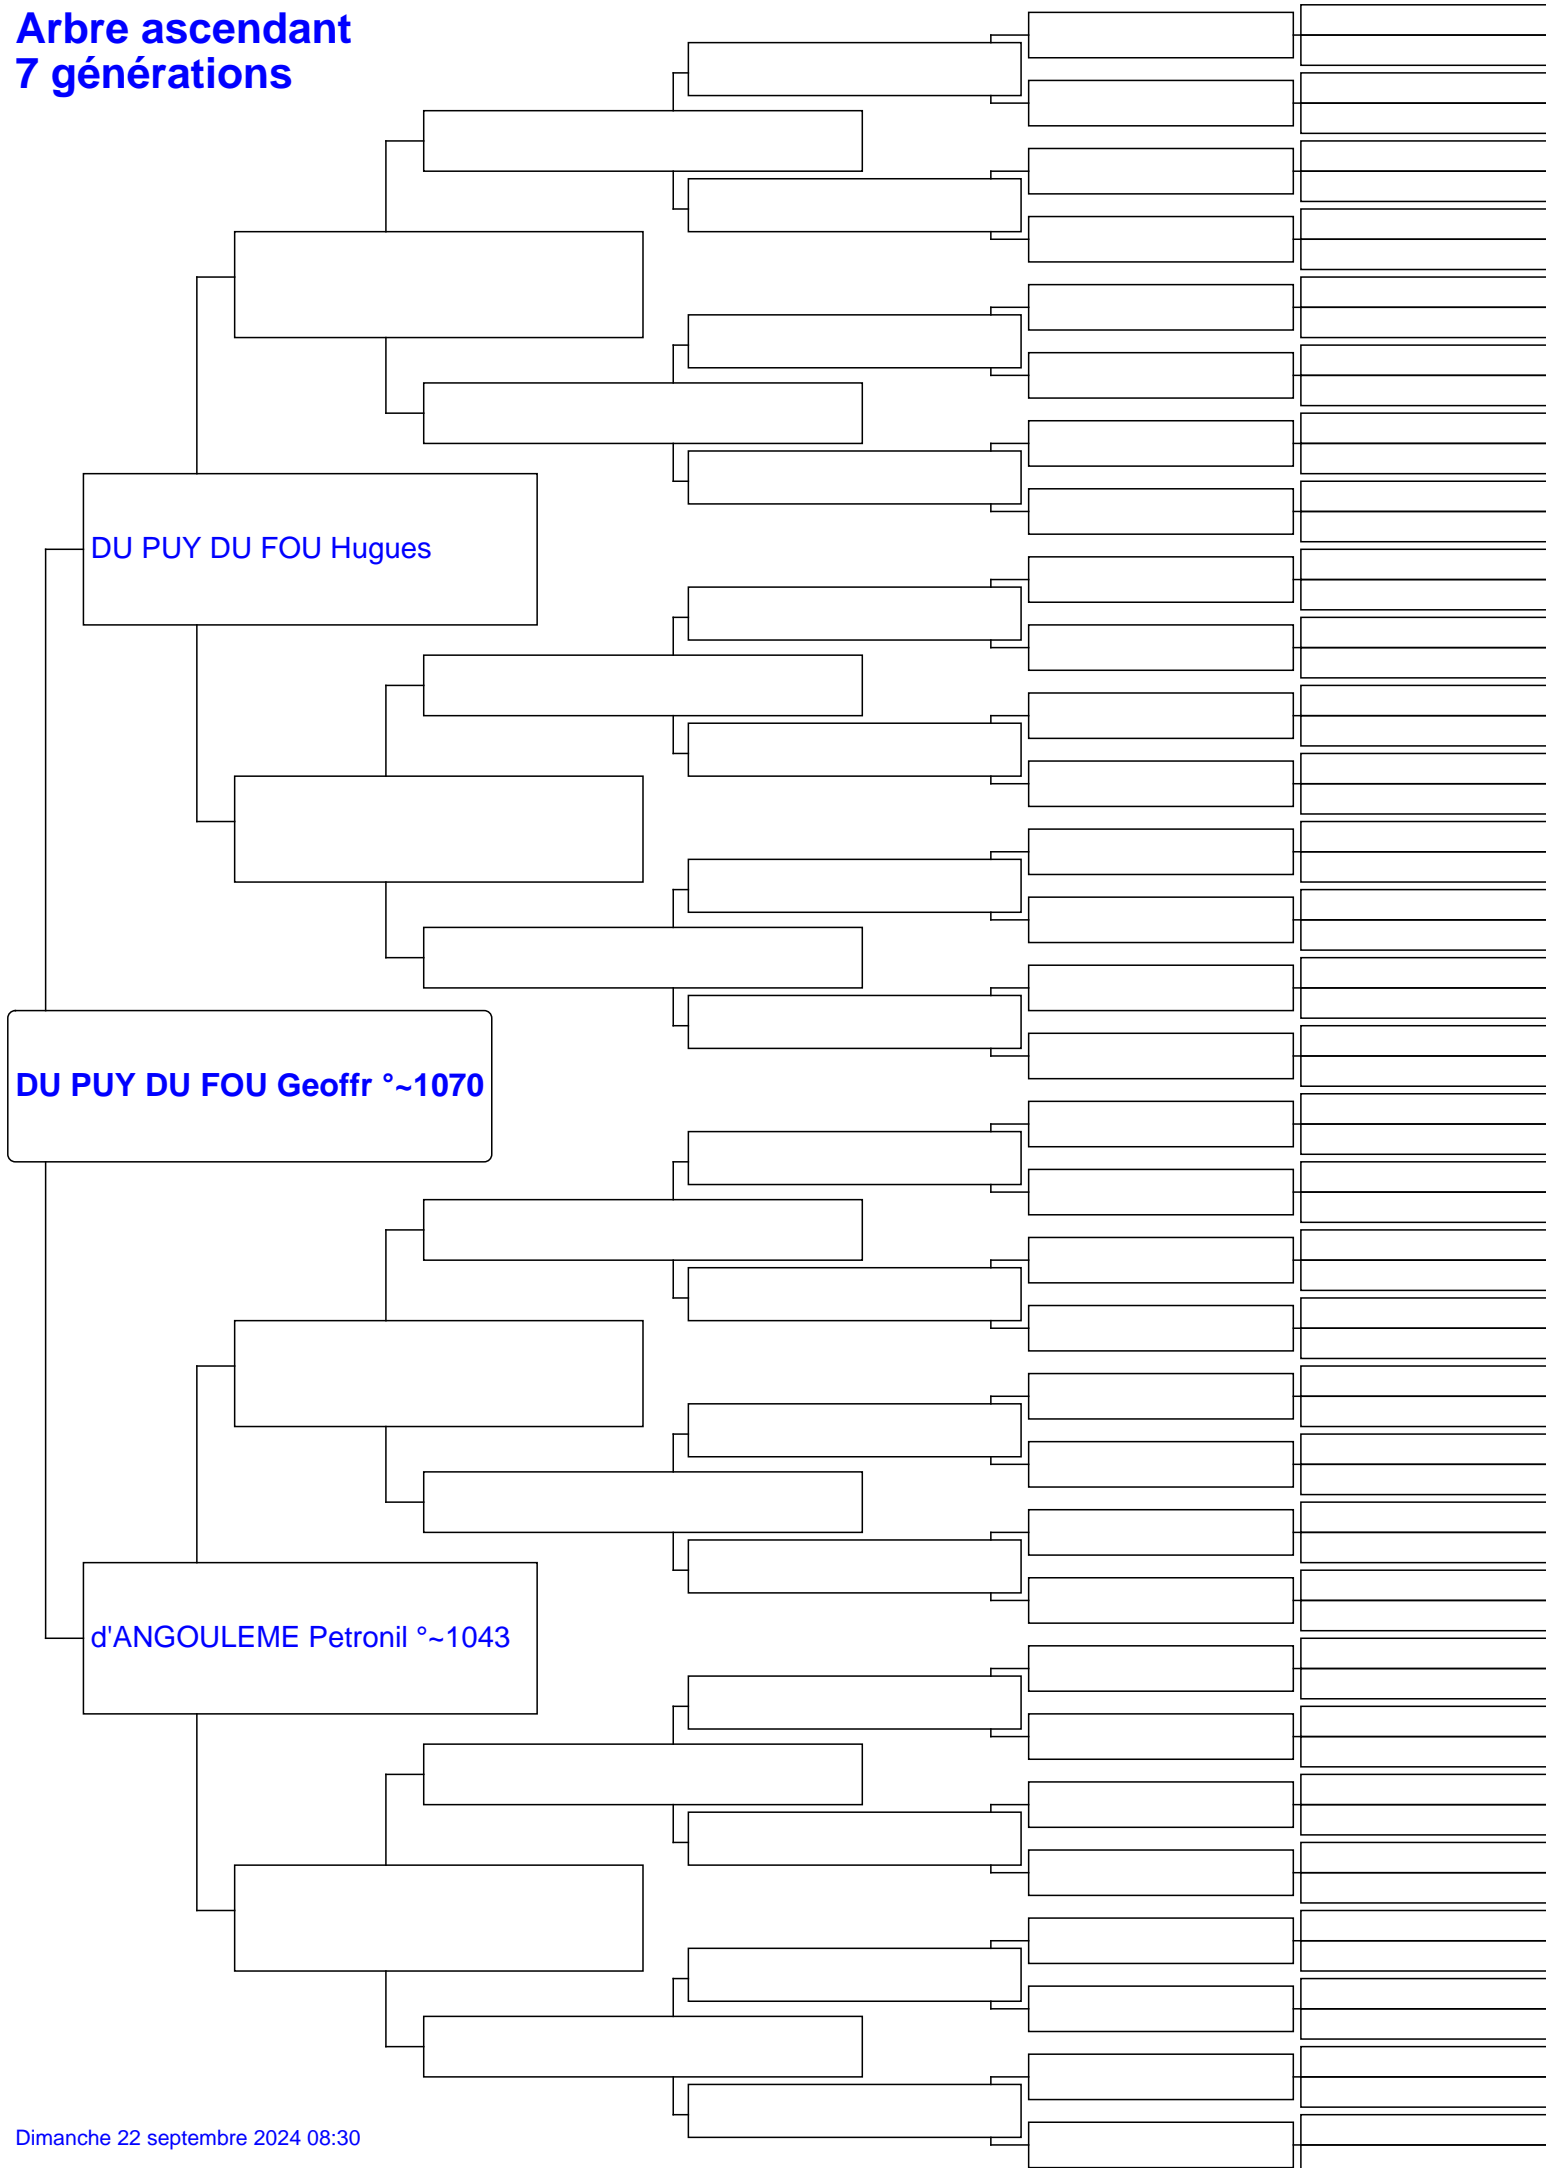 Arbre ascendant
7 générations
DU PUY DU FOU Hugues
DU PUY DU FOU Geoffr °~1070
d'ANGOULEME Petronil °~1043
Dimanche 22 septembre 2024 08:30